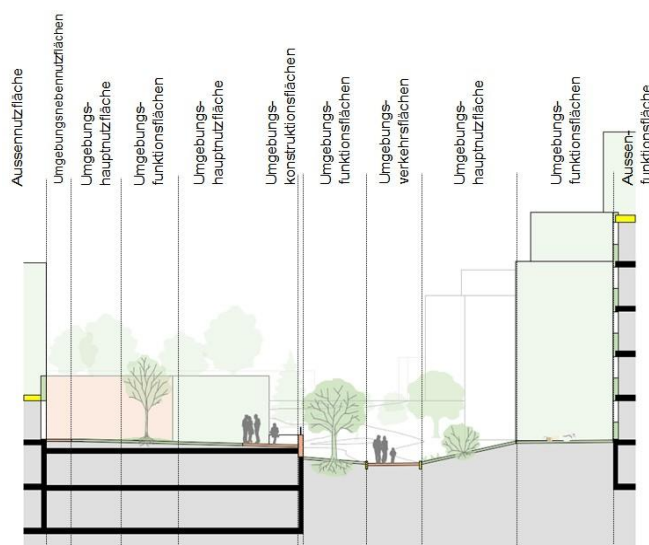 Aussennutzfläche
Umgebungsnebennutzflächen
Umgebungs-
hauptnutzfläche
Umgebungs-
funktionsflächen
Umgebungs-
hauptnutzfläche
Umgebungs-
konstruktionsflächen
Umgebungs-
funktionsflächen
Umgebungs-
verkehrsflächen
Umgebungs-
hauptnutzfläche
Umgebungs-
funktionsflächen
Aussen-
funktionsfläche